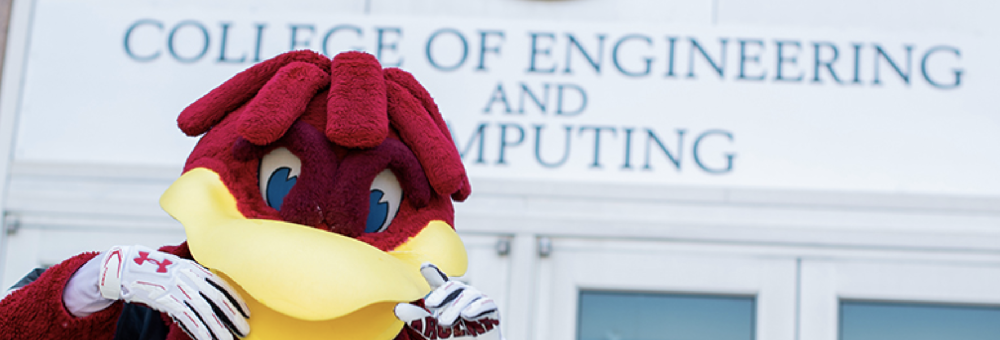 COLLEGE OF ENGINEERING
AND
MPUTING